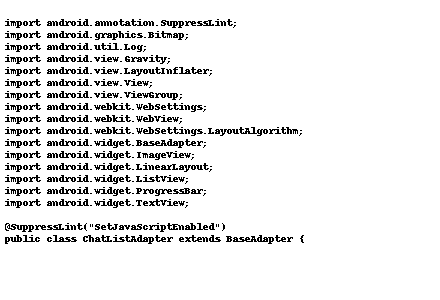 import android.annotation.SuppressLint;
import android.graphics.Bitmap;
import android.util.Log;
import android.view.Gravity;
import android.view.LayoutInflater;
import android.view.View;
import android.view.ViewGroup;
import android.webkit.WebSettings;
import android.webkit.WebView;
import android.webkit.WebSettings.LayoutAlgorithm;
import android.widget.BaseAdapter;
import android.widget.ImageView;
import android.widget.LinearLayout;
import android.widget.ListView;
import android.widget.ProgressBar;
import android.widget.TextView;

@SuppressLint("SetJavaScriptEnabled")
public class ChatListAdapter extends BaseAdapter {